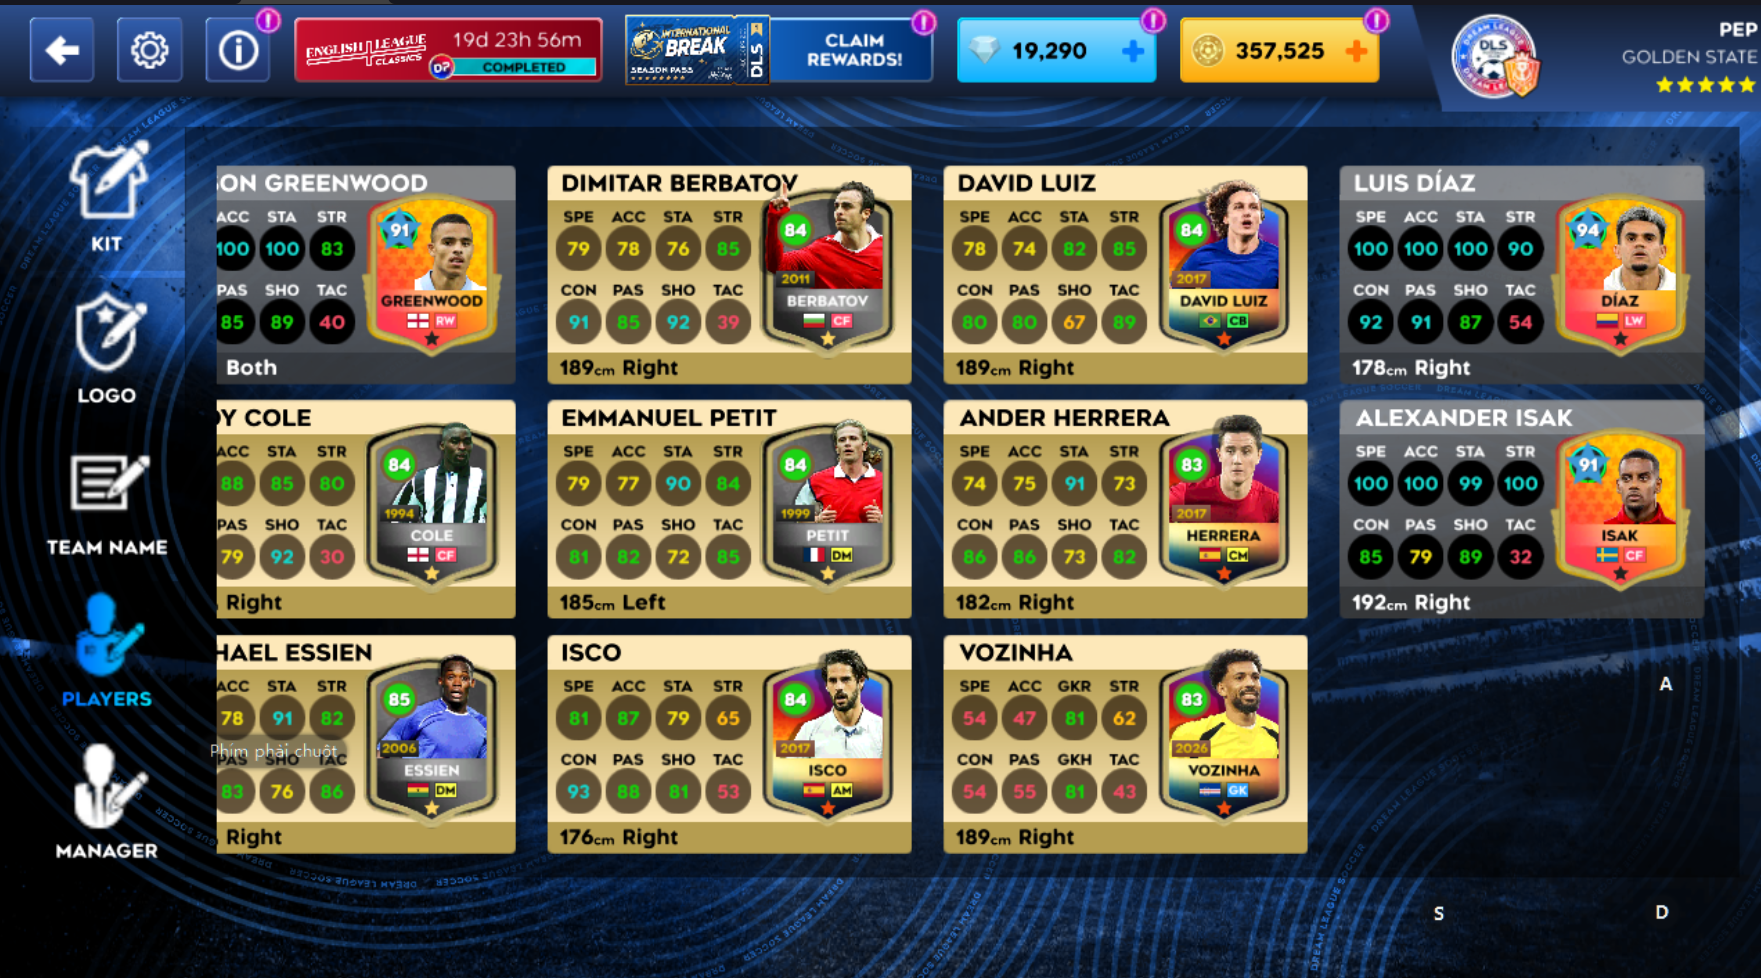 ENGLISH LEAGUE
CLASSICS
19d 23h 56m
DP
COMPLETED
INTERNATIONAL
BREAK
SEASON PASS
DLS
CLAIM
REWARDS!
19,290
357,525
DREAM LEAGUE
DLS
SOCCER
PEP
GOLDEN STATE
KIT
LOGO
TEAM NAME
PLAYERS
MANAGER
SON GREENWOOD
ACC STA STR
100 100 83
PAS SHO TAC
85 89 40
91
GREENWOOD
RW
Both
DIMITAR BERBATOV
SPE ACC STA STR
79 78 76 85
CON PAS SHO TAC
91 85 92 39
84
2011
BERBATOV
CF
189cm Right
DAVID LUIZ
SPE ACC STA STR
78 74 82 85
CON PAS SHO TAC
80 80 67 89
84
2017
DAVID LUIZ
CB
189cm Right
LUIS DÍAZ
SPE ACC STA STR
100 100 100 90
CON PAS SHO TAC
92 91 87 54
94
DÍAZ
LW
178cm Right
DY COLE
ACC STA STR
88 85 80
PAS SHO TAC
79 92 30
84
1994
COLE
CF
Right
EMMANUEL PETIT
SPE ACC STA STR
79 77 90 84
CON PAS SHO TAC
81 82 72 85
84
1999
PETIT
DM
185cm Left
ANDER HERRERA
SPE ACC STA STR
74 75 91 73
CON PAS SHO TAC
86 86 73 82
83
2017
HERRERA
CM
182cm Right
ALEXANDER ISAK
SPE ACC STA STR
100 100 99 100
CON PAS SHO TAC
85 79 89 32
91
ISAK
CF
192cm Right
HAEL ESSIEN
ACC STA STR
78 91 82
Phím phải chuột
PAS SHO TAC
83 76 86
85
2006
ESSIEN
DM
Right
ISCO
SPE ACC STA STR
81 87 79 65
CON PAS SHO TAC
93 88 81 53
84
2017
ISCO
AM
176cm Right
VOZINHA
SPE ACC GKR STR
54 47 81 62
CON PAS GKH TAC
54 55 81 43
83
2026
VOZINHA
GK
189cm Right
A
S
D